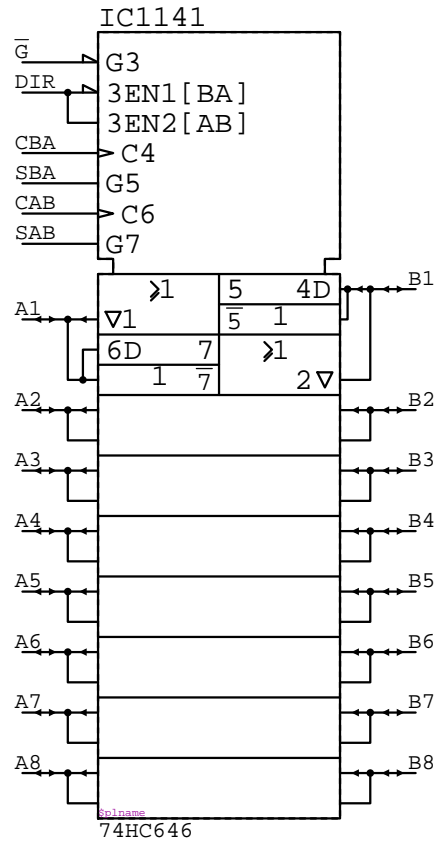 IC1141
G̅ G3
DIR 3EN1[BA]
3EN2[AB]
CBA C4
SBA G5
CAB C6
SAB G7
≥1 5 4D B1
A1 ▽1 5̅ 1
6D 7 ≥1
1 7̅ 2▽
A2 B2
A3 B3
A4 B4
A5 B5
A6 B6
A7 B7
A8 B8
$plname
74HC646